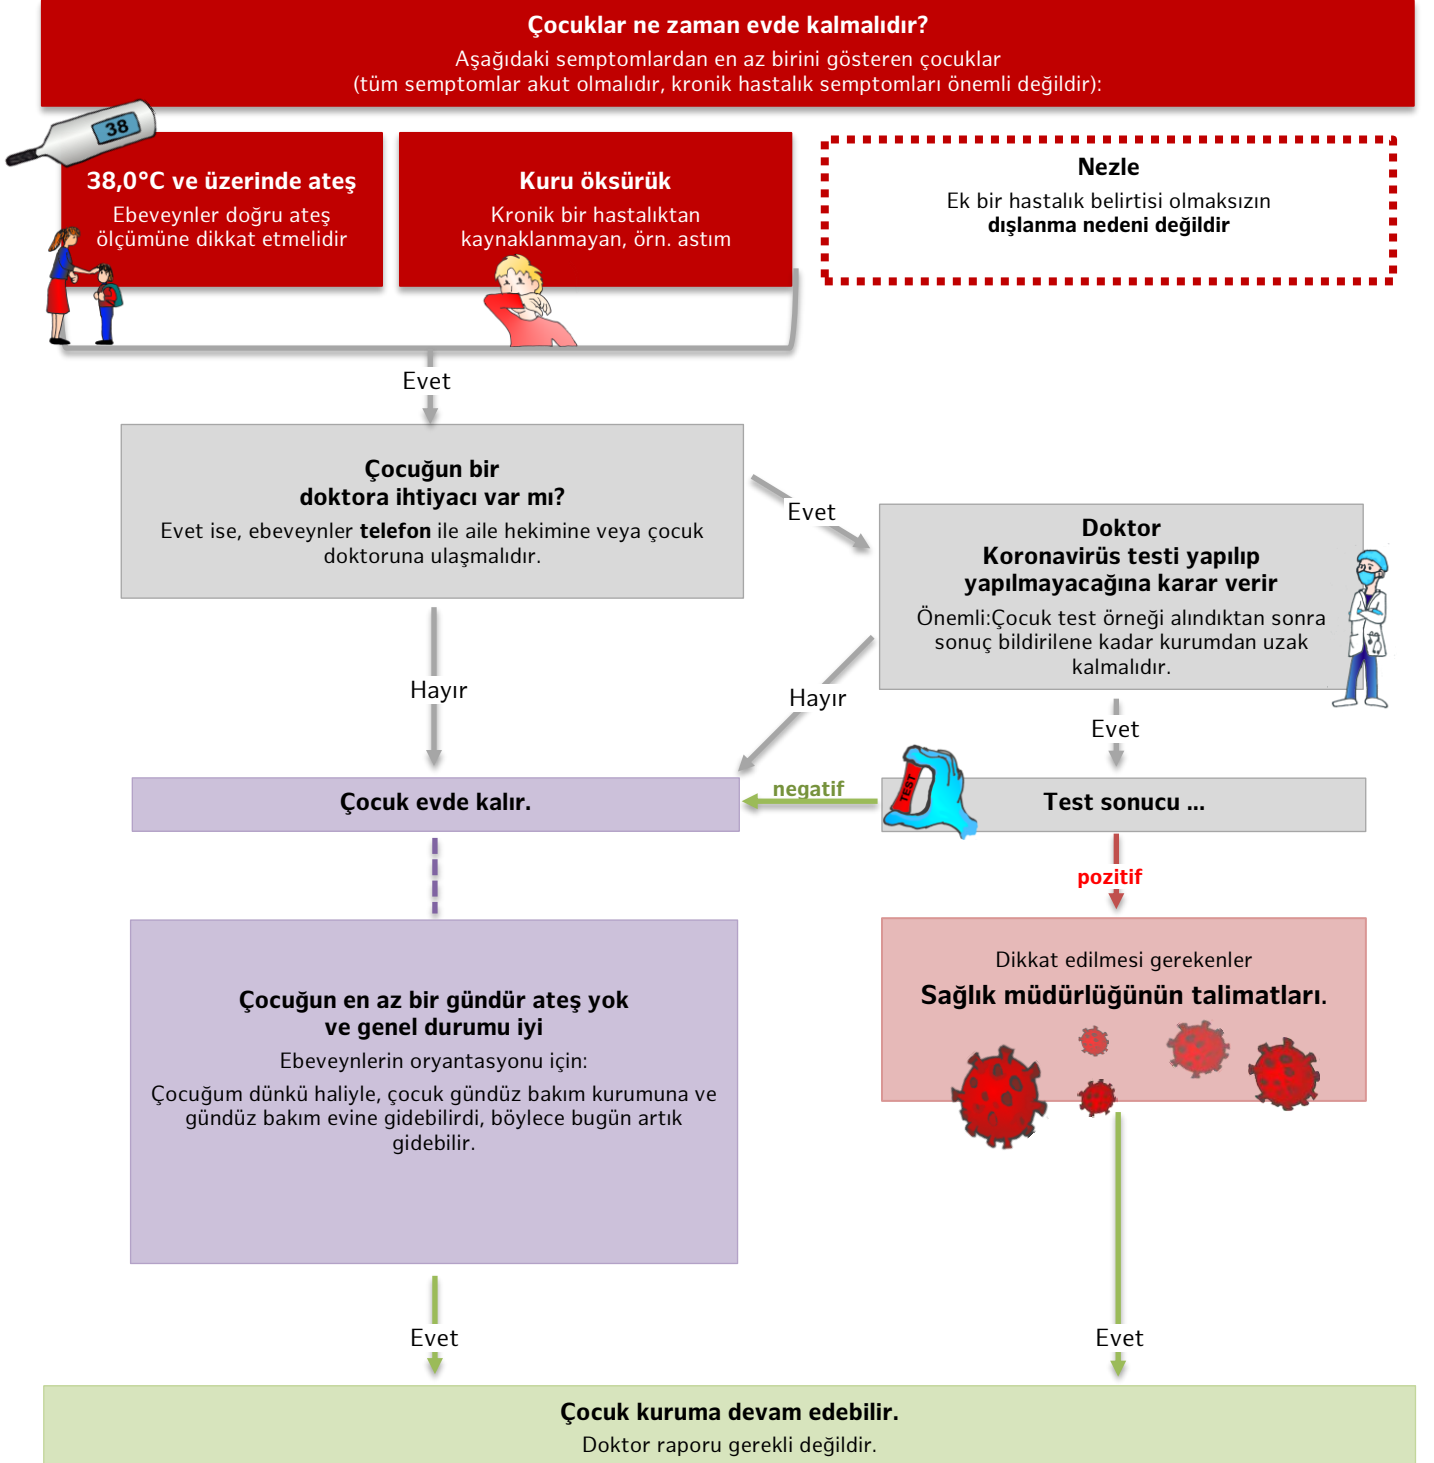 Çocuklar ne zaman evde kalmalıdır?
Aşağıdaki semptomlardan en az birini gösteren çocuklar
(tüm semptomlar akut olmalıdır, kronik hastalık semptomları önemli değildir):
38
38,0°C ve üzerinde ateş
Ebeveynler doğru ateş
ölçümüne dikkat etmelidir
Kuru öksürük
Kronik bir hastalıktan
kaynaklanmayan, örn. astım
Nezle
Ek bir hastalık belirtisi olmaksızın
dışlanma nedeni değildir
Evet
Çocuğun bir
doktora ihtiyacı var mı?
Evet ise, ebeveynler telefon ile aile hekimine veya çocuk
doktoruna ulaşmalıdır.
Evet
Doktor
Koronavirüs testi yapılıp
yapılmayacağına karar verir
Önemli:Çocuk test örneği alındıktan sonra
sonuç bildirilene kadar kurumdan uzak
kalmalıdır.
Hayır
Hayır
Evet
Çocuk evde kalır.
negatif
TEST
Test sonucu ...
pozitif
Çocuğun en az bir gündür ateş yok
ve genel durumu iyi
Ebeveynlerin oryantasyonu için:
Çocuğum dünkü haliyle, çocuk gündüz bakım kurumuna ve
gündüz bakım evine gidebilirdi, böylece bugün artık
gidebilir.
Dikkat edilmesi gerekenler
Sağlık müdürlüğünün talimatları.
Evet
Evet
Çocuk kuruma devam edebilir.
Doktor raporu gerekli değildir.